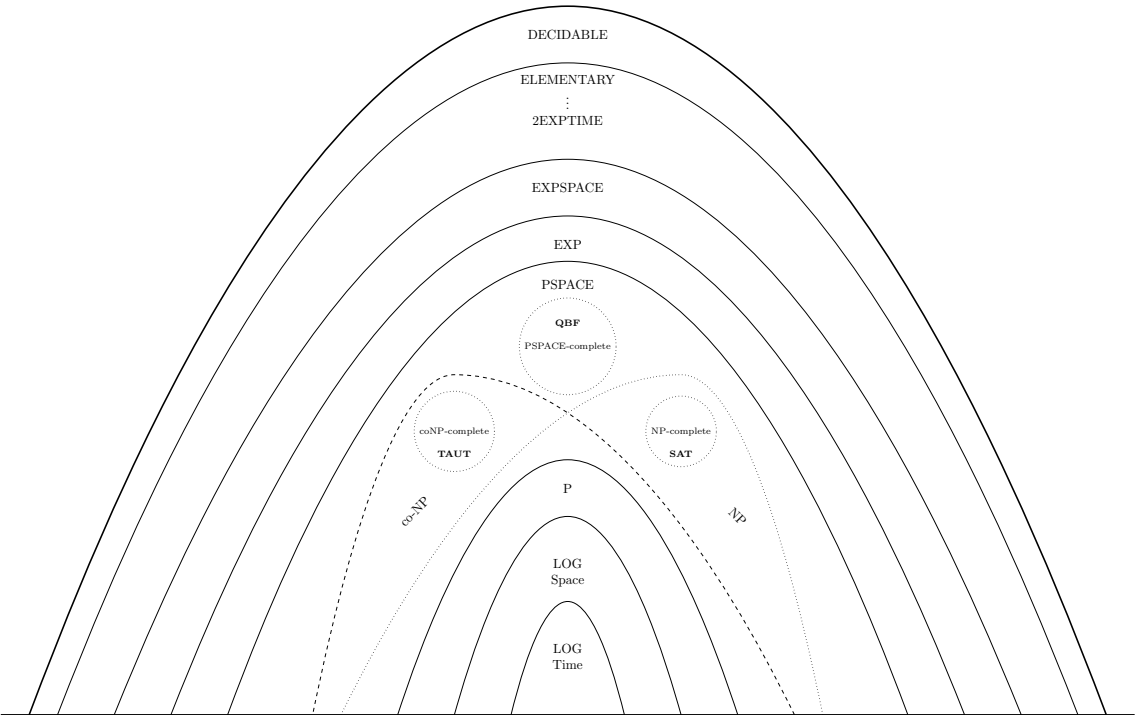 DECIDABLE
ELEMENTARY
⋮
2EXPTIME
EXPSPACE
EXP
PSPACE
QBF
PSPACE-complete
coNP-complete
TAUT
NP-complete
SAT
co-NP
NP
P
LOG
Space
LOG
Time